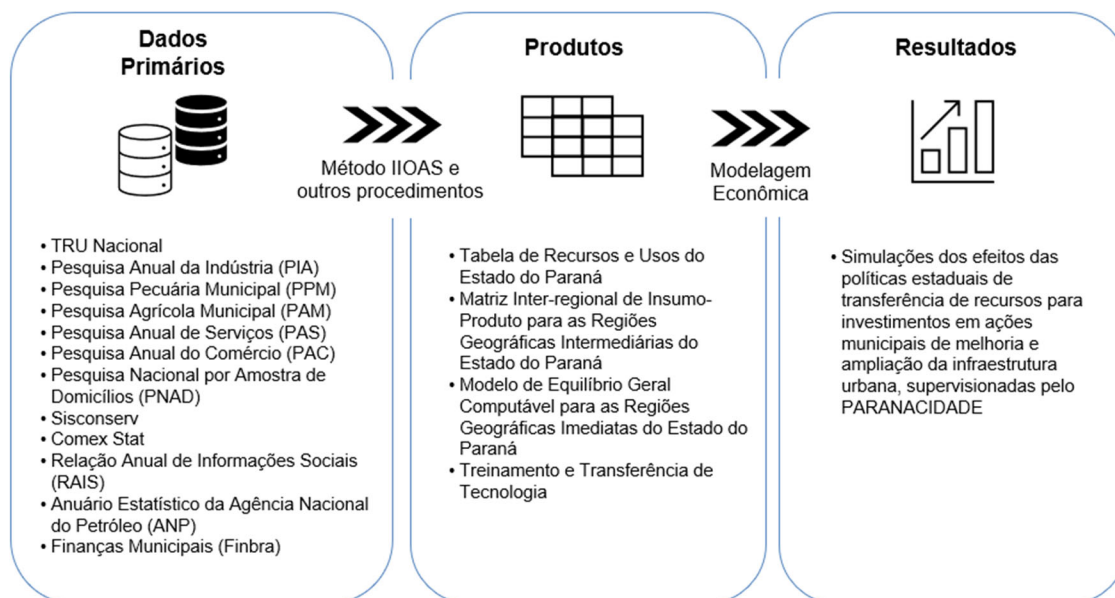 Dados
Primários
Método IIOAS e
outros procedimentos
• TRU Nacional
• Pesquisa Anual da Indústria (PIA)
• Pesquisa Pecuária Municipal (PPM)
• Pesquisa Agrícola Municipal (PAM)
• Pesquisa Anual de Serviços (PAS)
• Pesquisa Anual do Comércio (PAC)
• Pesquisa Nacional por Amostra de
Domicílios (PNAD)
• Sisconserv
• Comex Stat
• Relação Anual de Informações Sociais
(RAIS)
• Anuário Estatístico da Agência Nacional
do Petróleo (ANP)
• Finanças Municipais (Finbra)
Produtos
Modelagem
Econômica
• Tabela de Recursos e Usos do
Estado do Paraná
• Matriz Inter-regional de Insumo-
Produto para as Regiões
Geográficas Intermediárias do
Estado do Paraná
• Modelo de Equilíbrio Geral
Computável para as Regiões
Geográficas Imediatas do Estado do
Paraná
• Treinamento e Transferência de
Tecnologia
Resultados
• Simulações dos efeitos das
políticas estaduais de
transferência de recursos para
investimentos em ações
municipais de melhoria e
ampliação da infraestrutura
urbana, supervisionadas pelo
PARANACIDADE